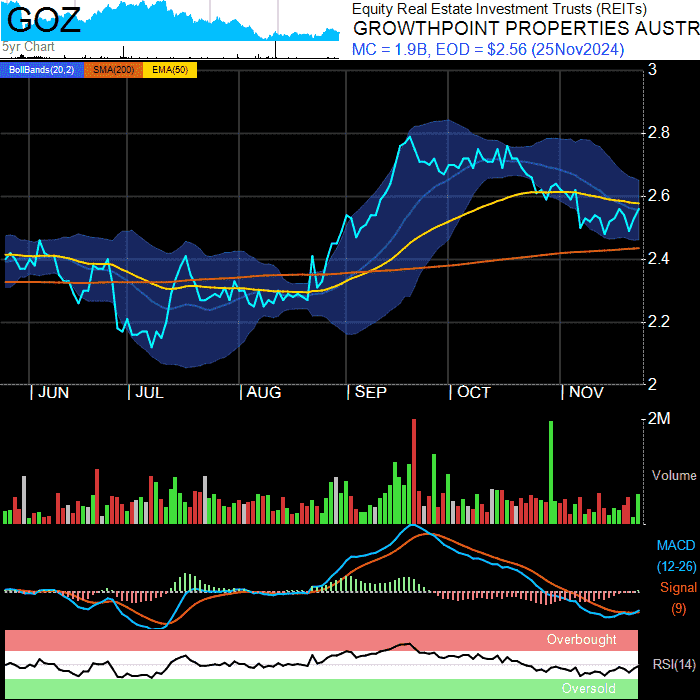 GOZ
5yr Chart
Equity Real Estate Investment Trusts (REITs)
GROWTHPOINT PROPERTIES AUSTR
MC = 1.9B, EOD = $2.56 (25Nov2024)
BollBands(20,2) SMA(200) EMA(50)
3
2.8
2.6
2.4
2.2
2
JUN JUL AUG SEP OCT NOV
2M
Volume
MACD
(12-26)
Signal
(9)
Overbought
RSI(14)
Oversold